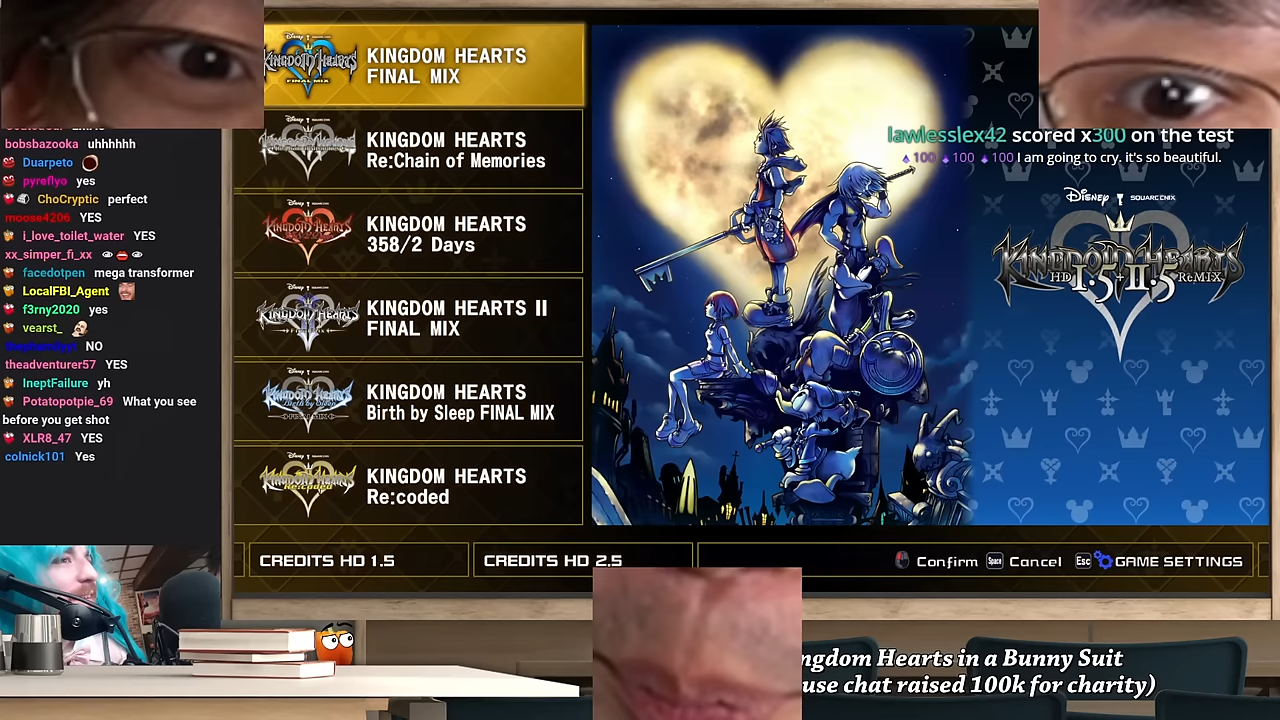 KINGDOM HEARTS
FINAL MIX
KINGDOM HEARTS
Re:Chain of Memories
KINGDOM HEARTS
358/2 Days
KINGDOM HEARTS II
FINAL MIX
KINGDOM HEARTS
Birth by Sleep FINAL MIX
KINGDOM HEARTS
Re:coded
CREDITS HD 1.5
CREDITS HD 2.5
Confirm
Space
Cancel
Esc
GAME SETTINGS
bobsbazooka uhhhhhh
Duarpeto
pyreflyo yes
ChoCryptic perfect
moose4206 YES
i_love_toilet_water YES
xx_simper_fi_xx
facedotpen mega transformer
LocalFBI_Agent
f3rny2020 yes
vearst_
NO
theadventurer57 YES
IneptFailure yh
Potatopotpie_69 What you see
before you get shot
XLR8_47 YES
colnick101 Yes
lawlesslex42 scored x300 on the test
100 100 100 I am going to cry. it's so beautiful.
Disney SQUARE ENIX
KINGDOM HEARTS
HD I.5+II.5 ReMIX
ngdom Hearts in a Bunny Suit
use chat raised 100k for charity)